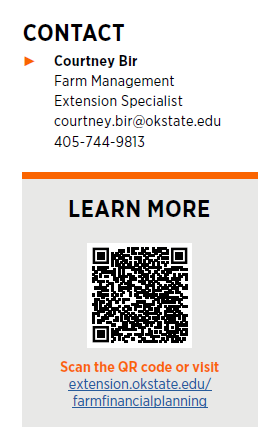 CONTACT
Courtney Bir
Farm Management
Extension Specialist
courtney.bir@okstate.edu
405-744-9813
LEARN MORE
Scan the QR code or visit
extension.okstate.edu/
farmfinancialplanning